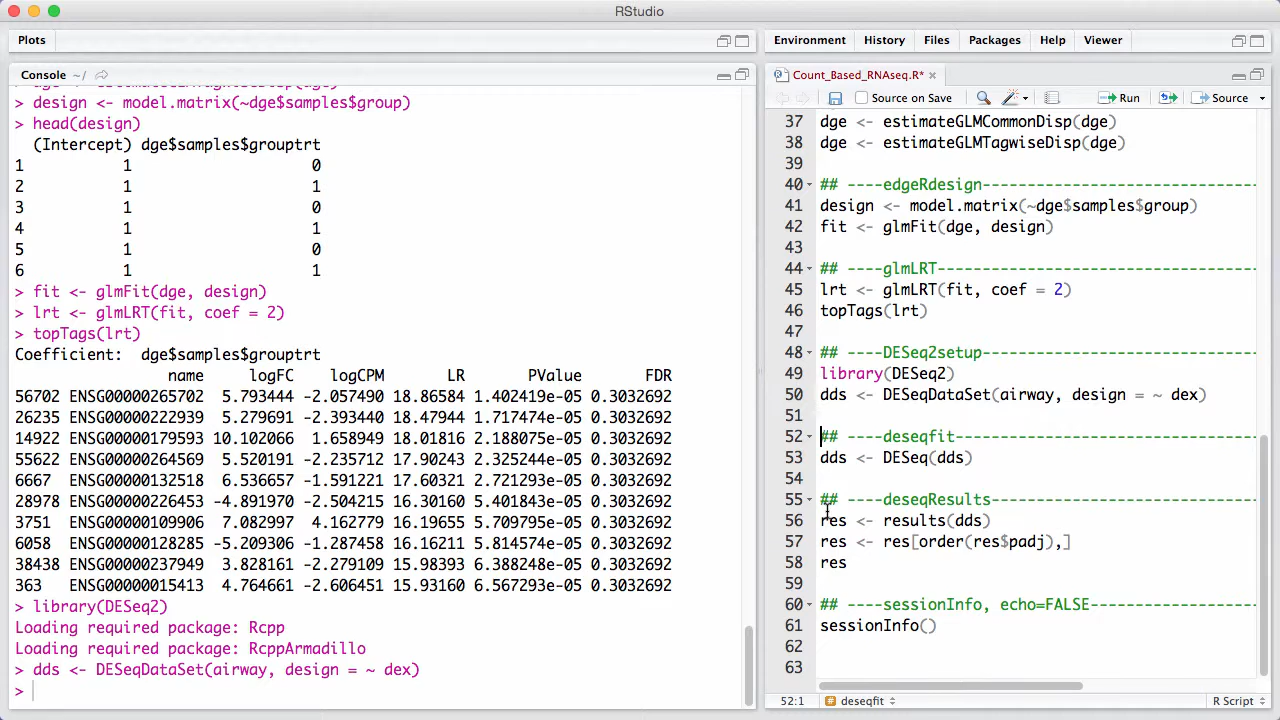 RStudio
Plots
Console ~/
> design <- model.matrix(~dge$samples$group)
> head(design)
(Intercept) dge$samples$grouptrt
1 1 0
2 1 1
3 1 0
4 1 1
5 1 0
6 1 1
> fit <- glmFit(dge, design)
> lrt <- glmLRT(fit, coef = 2)
> topTags(lrt)
Coefficient: dge$samples$grouptrt
name logFC logCPM LR PValue FDR
56702 ENSG00000265702 5.793444 -2.057490 18.86584 1.402419e-05 0.3032692
26235 ENSG00000222939 5.279691 -2.393440 18.47944 1.717474e-05 0.3032692
14922 ENSG00000179593 10.102066 1.658949 18.01816 2.188075e-05 0.3032692
55622 ENSG00000264569 5.520191 -2.235712 17.90243 2.325324e-05 0.3032692
6667 ENSG00000132518 6.536657 -1.591224 17.60321 2.721293e-05 0.3032692
28978 ENSG00000226453 -4.891970 -2.504215 16.30160 5.401843e-05 0.3032692
3751 ENSG00000109906 7.082997 4.162779 16.19655 5.709795e-05 0.3032692
6058 ENSG00000128285 -5.209306 -1.287458 16.16211 5.814574e-05 0.3032692
38438 ENSG00000237949 3.828161 -2.279109 15.98393 6.388248e-05 0.3032692
363 ENSG00000015413 4.764661 -2.606451 15.93160 6.567293e-05 0.3032692
> library(DESeq2)
Loading required package: Rcpp
Loading required package: RcppArmadillo
> dds <- DESeqDataSet(airway, design = ~ dex)
>
Environment History Files Packages Help Viewer
Count_Based_RNAseq.R*
Source on Save Run Source
37 dge <- estimateGLMCommonDisp(dge)
38 dge <- estimateGLMTagwiseDisp(dge)
39
40 ## ----edgeRdesign------------------------------
41 design <- model.matrix(~dge$samples$group)
42 fit <- glmFit(dge, design)
43
44 ## ----glmLRT-----------------------------------
45 lrt <- glmLRT(fit, coef = 2)
46 topTags(lrt)
47
48 ## ----DESeq2setup------------------------------
49 library(DESeq2)
50 dds <- DESeqDataSet(airway, design = ~ dex)
51
52 ## ----deseqfit---------------------------------
53 dds <- DESeq(dds)
54
55 ## ----deseqResults-----------------------------
56 res <- results(dds)
57 res <- res[order(res$padj),]
58 res
59
60 ## ----sessionInfo, echo=FALSE------------------
61 sessionInfo()
62
63
52:1 # deseqfit R Script